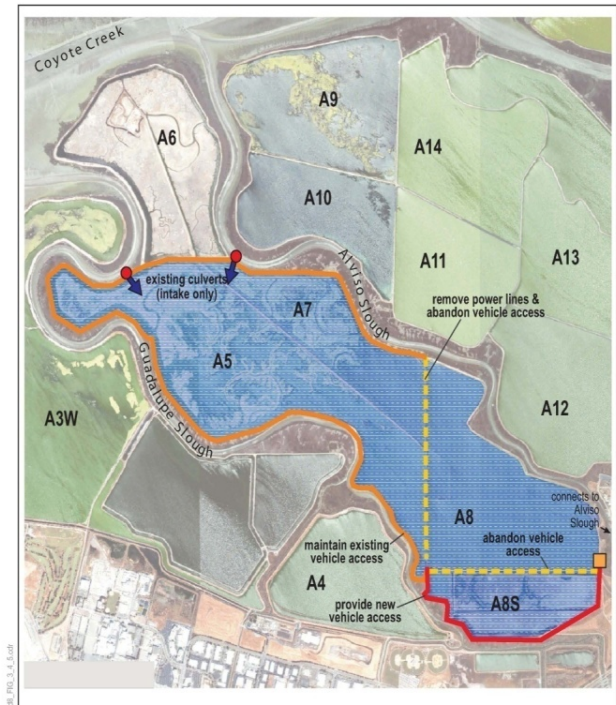 Coyote Creek
A6
A9
A14
A10
A11
A13
existing culverts
(intake only)
Alviso Slough
A7
remove power lines &
abandon vehicle access
A5
Guadalupe Slough
A3W
A12
connects to
Alviso
Slough
A8
maintain existing
vehicle access
abandon vehicle
access
A4
provide new
vehicle access
A8S